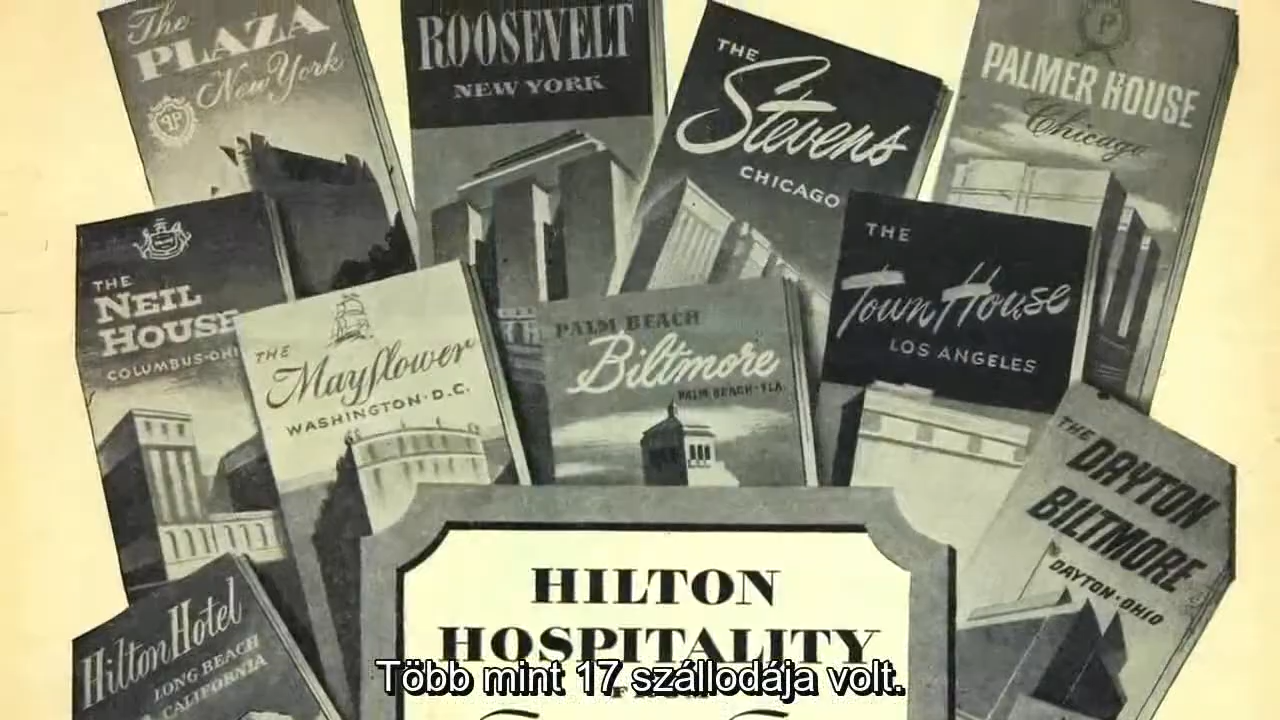 The
PLAZA
New York
ROOSEVELT
NEW YORK
THE
Stevens
CHICAGO
PALMER HOUSE
Chicago
THE
NEIL
HOUSE
COLUMBUS·OHI
THE
Mayflower
WASHINGTON·D.C.
PALM BEACH
Biltmore
PALM BEACH·FLA.
THE
Town House
LOS ANGELES
THE
DAYTON
BILTMORE
DAYTON·OHIO
Hilton Hotel
LONG BEACH
CALIFORNIA
HILTON
HOSPITALITY
Több mint 17 szállodája volt.